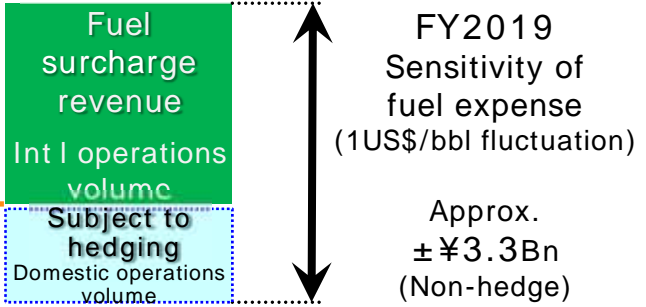 Fuel
surcharge
revenue
Int l operations
volume
Subject to
hedging
Domestic operations
volume
FY2019
Sensitivity of
fuel expense
(1US$/bbl fluctuation)
Approx.
±¥3.3Bn
(Non-hedge)